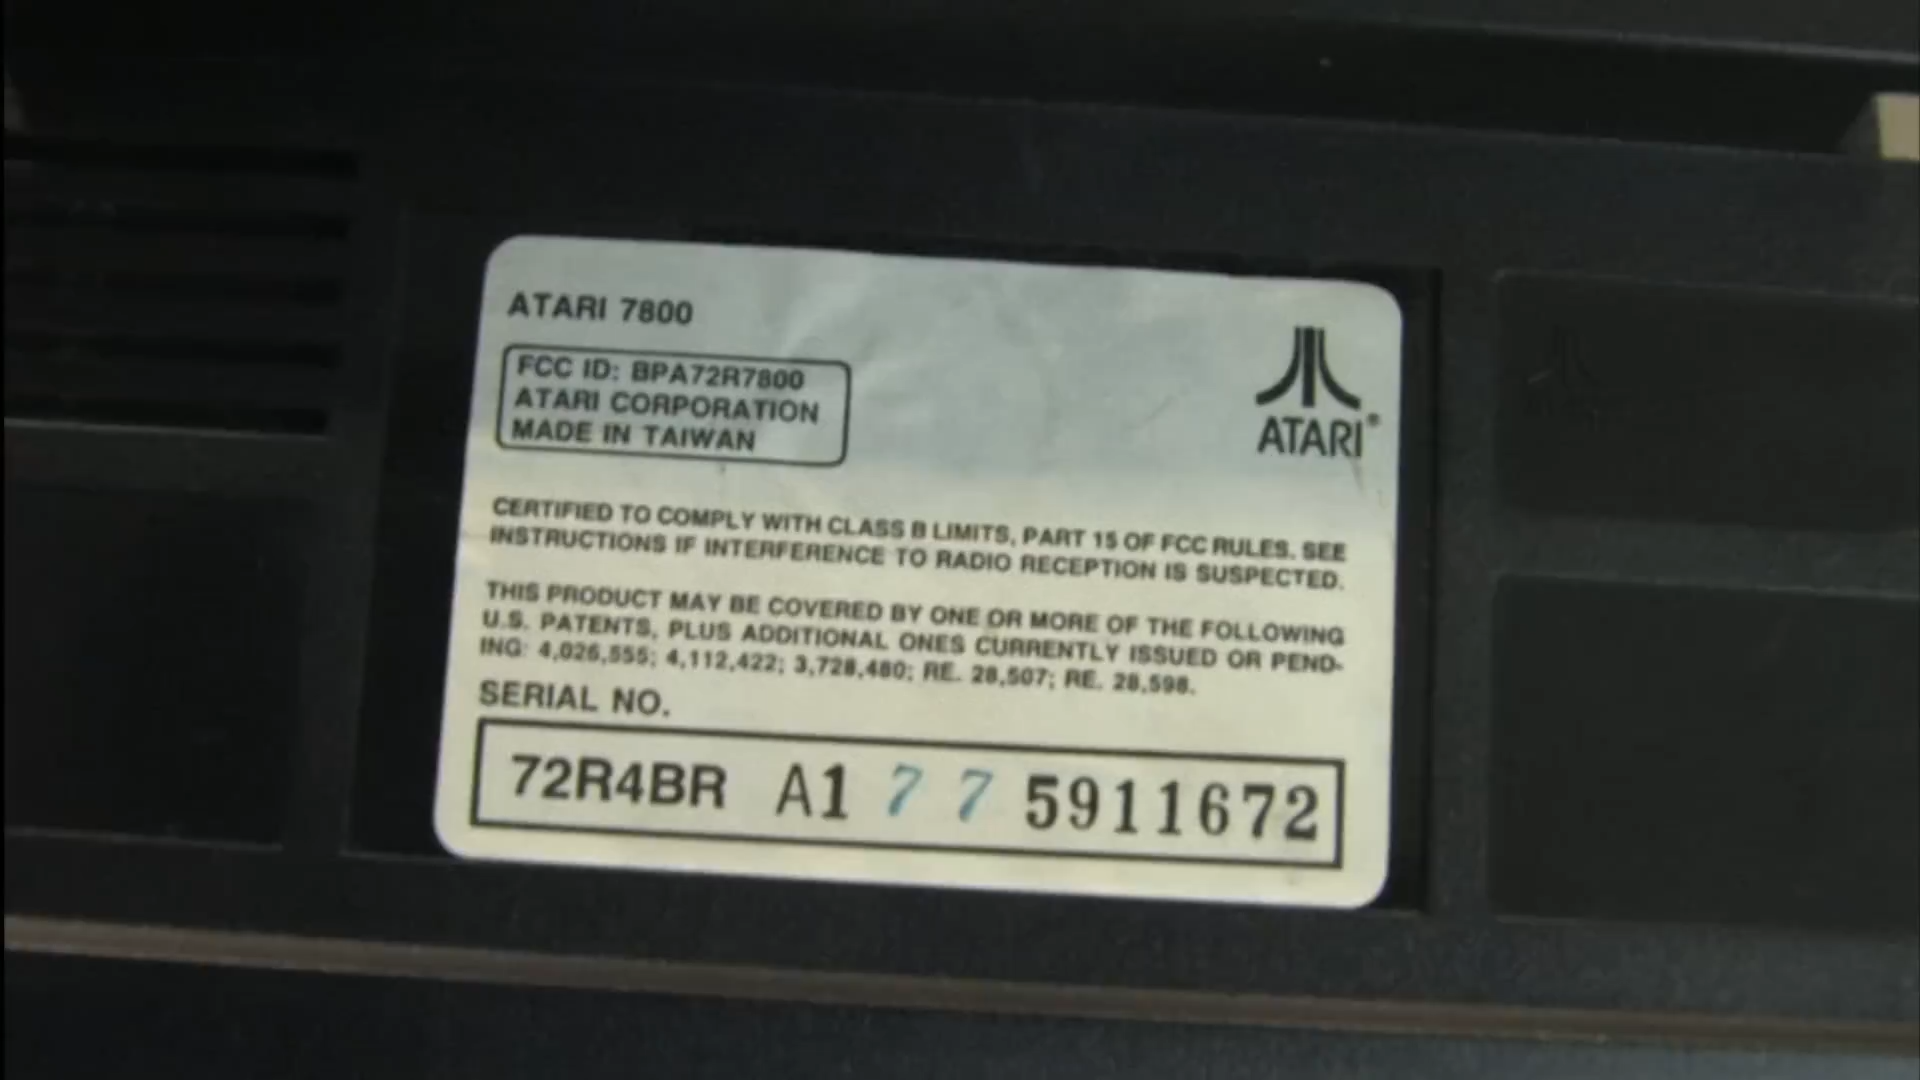 ATARI 7800
FCC ID: BPA72R7800
ATARI CORPORATION
MADE IN TAIWAN
ATARI®
CERTIFIED TO COMPLY WITH CLASS B LIMITS, PART 15 OF FCC RULES. SEE
INSTRUCTIONS IF INTERFERENCE TO RADIO RECEPTION IS SUSPECTED.
THIS PRODUCT MAY BE COVERED BY ONE OR MORE OF THE FOLLOWING
U.S. PATENTS, PLUS ADDITIONAL ONES CURRENTLY ISSUED OR PEND-
ING: 4,026,555; 4,112,422; 3,728,480; RE. 28,507; RE. 28,598.
SERIAL NO.
72R4BR A1 7 7 5911672